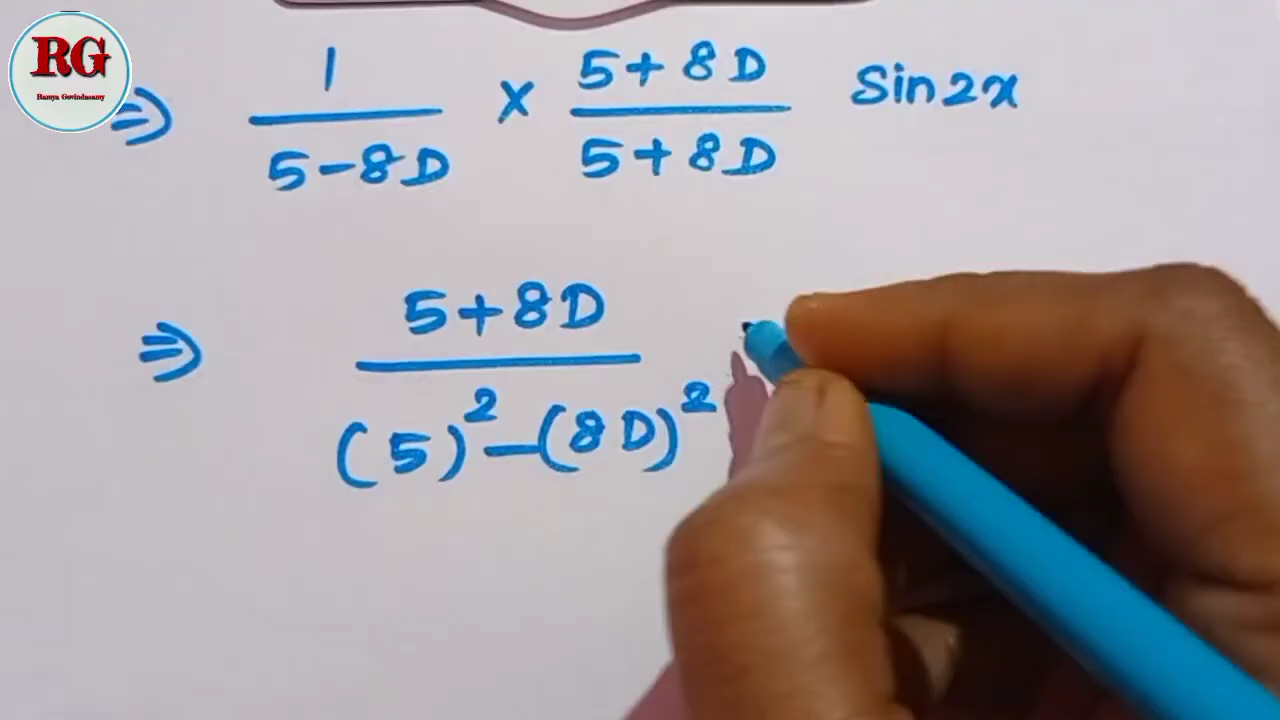 RG
Ramya Govindasamy
⇒ 1/(5-8D) × (5+8D)/(5+8D) Sin2x
⇒ (5+8D)/((5)²-(8D)²)